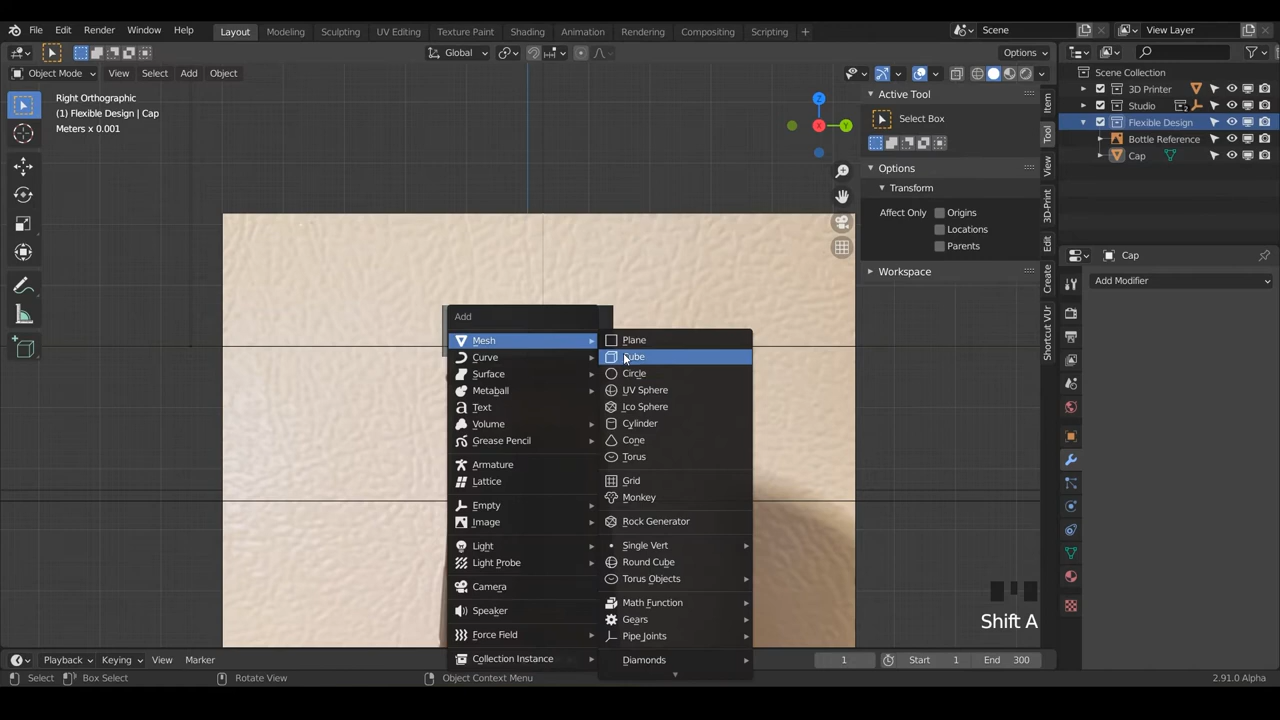 File Edit Render Window Help Layout Modeling Sculpting UV Editing Texture Paint Shading Animation Rendering Compositing Scripting + Scene View Layer
Global Options
Object Mode View Select Add Object
Right Orthographic
(1) Flexible Design | Cap
Meters x 0.001
Z
X
Y
Active Tool
Select Box
Options
Transform
Affect Only Origins
Locations
Parents
Workspace
Item
Tool
View
3D-Print
Edit
Create
Shortcut VUr
Scene Collection
3D Printer
Studio 2
Flexible Design
Bottle Reference
Cap
Cap
Add Modifier
Add
Mesh
Curve
Surface
Metaball
Text
Volume
Grease Pencil
Armature
Lattice
Empty
Image
Light
Light Probe
Camera
Speaker
Force Field
Collection Instance
Plane
Cube
Circle
UV Sphere
Ico Sphere
Cylinder
Cone
Torus
Grid
Monkey
Rock Generator
Single Vert
Round Cube
Torus Objects
Math Function
Gears
Pipe Joints
Diamonds
Shift A
Playback Keying View Marker 1 Start 1 End 300
Select Box Select Rotate View Object Context Menu 2.91.0 Alpha